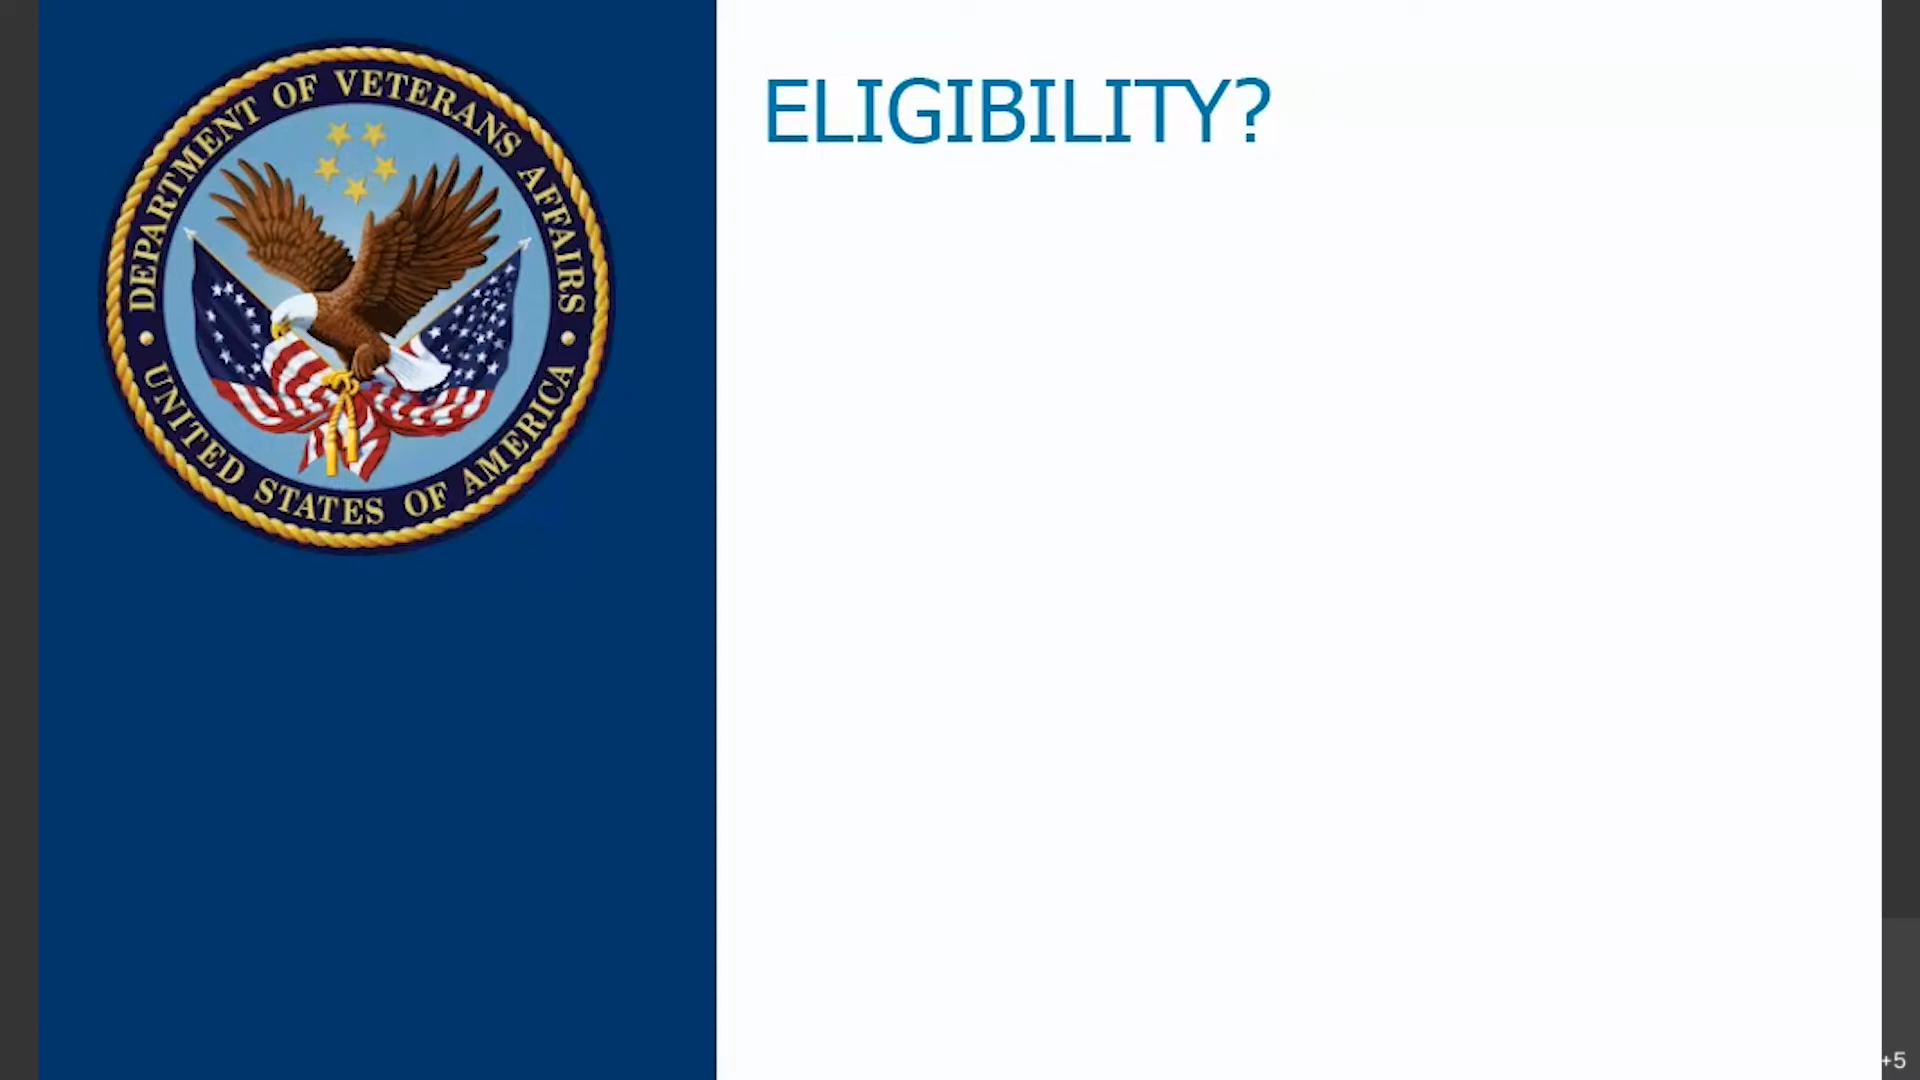 DEPARTMENT OF VETERANS AFFAIRS
UNITED STATES OF AMERICA
ELIGIBILITY?
+5